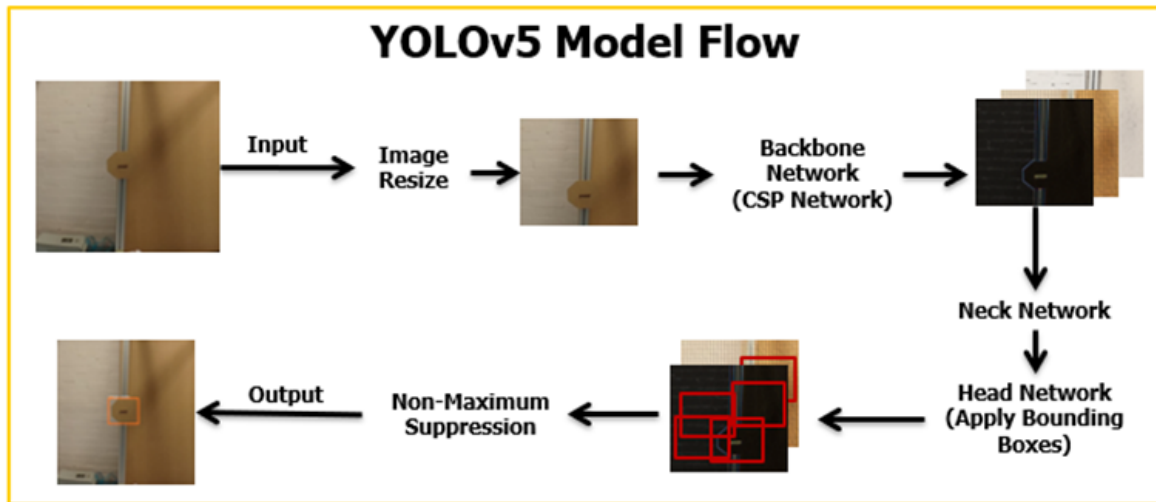 YOLOv5 Model Flow
Input
Image
Resize
Backbone
Network
(CSP Network)
Neck Network
Head Network
(Apply Bounding
Boxes)
Non-Maximum
Suppression
Output